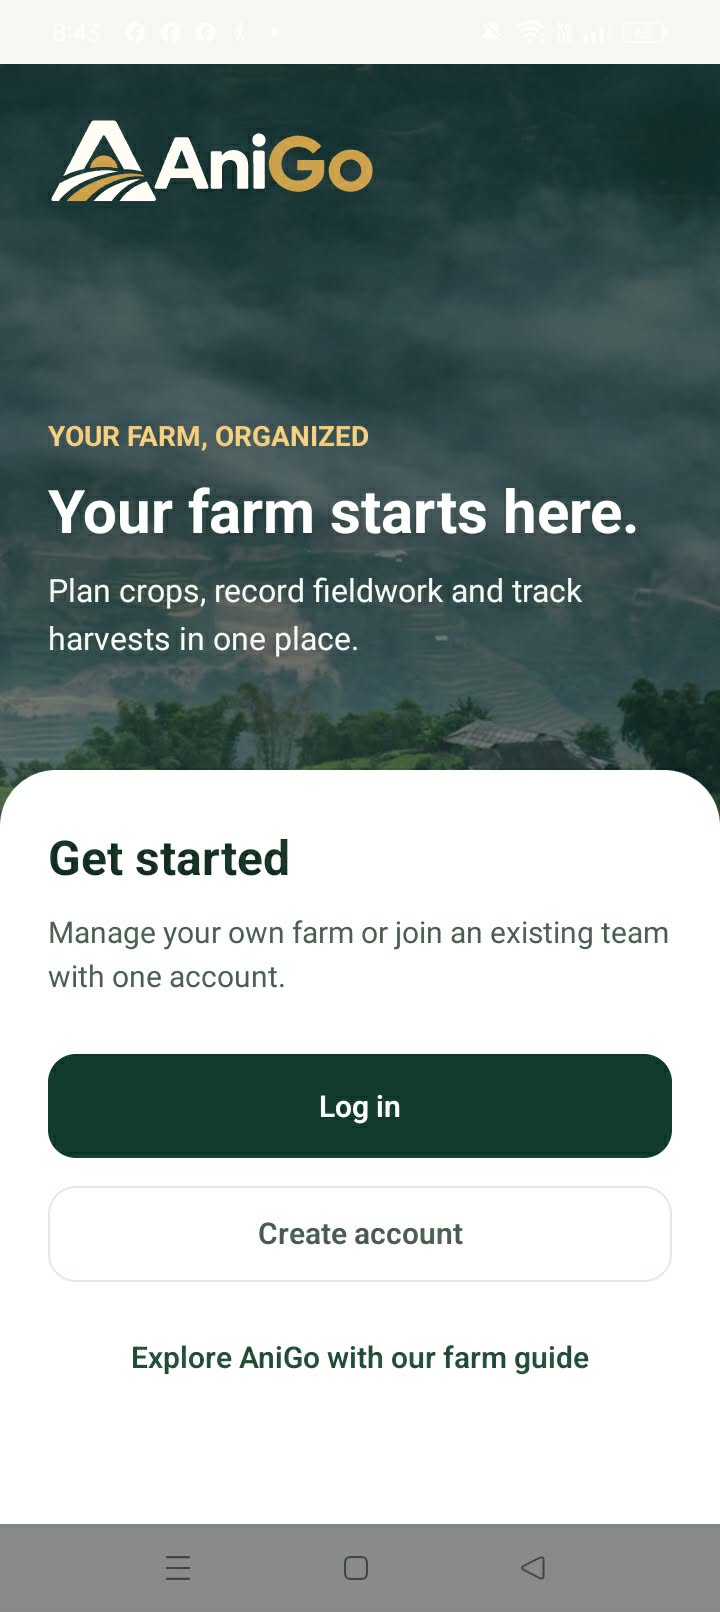 8:43
AniGo
YOUR FARM, ORGANIZED
Your farm starts here.
Plan crops, record fieldwork and track
harvests in one place.
Get started
Manage your own farm or join an existing team
with one account.
Log in
Create account
Explore AniGo with our farm guide